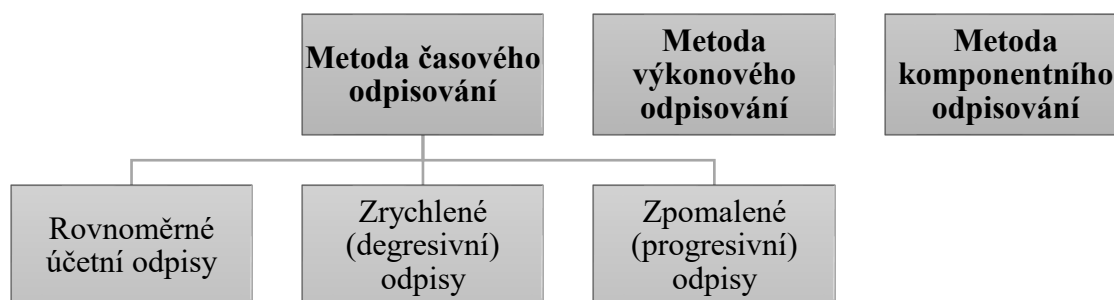 Metoda časového
odpisování
Metoda
výkonového
odpisování
Metoda
komponentního
odpisování
Rovnoměrné
účetní odpisy
Zrychlené
(degresivní)
odpisy
Zpomalené
(progresivní)
odpisy